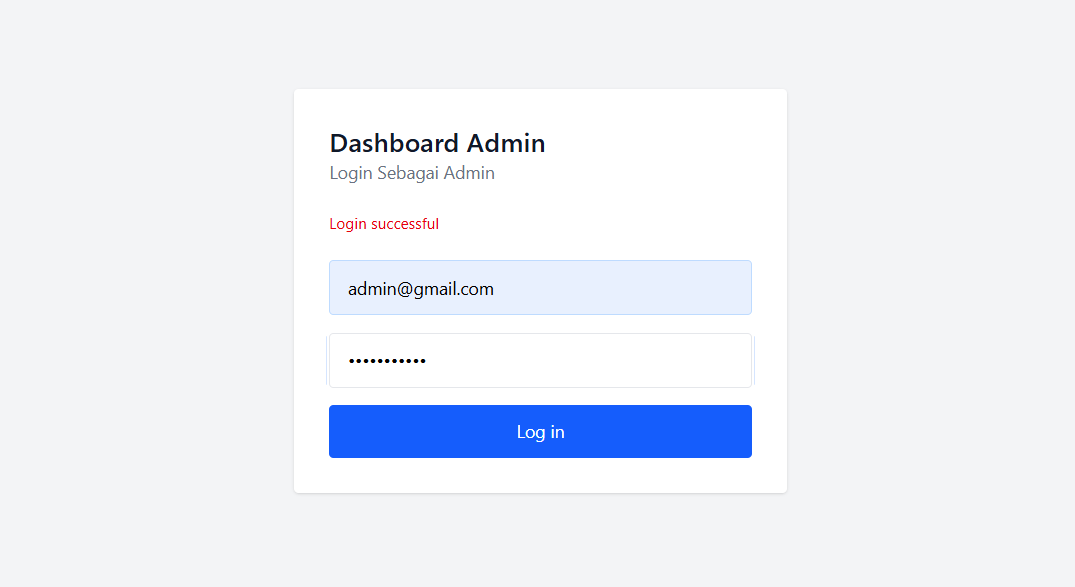 Dashboard Admin
Login Sebagai Admin
Login successful
admin@gmail.com
•••••••••••
Log in